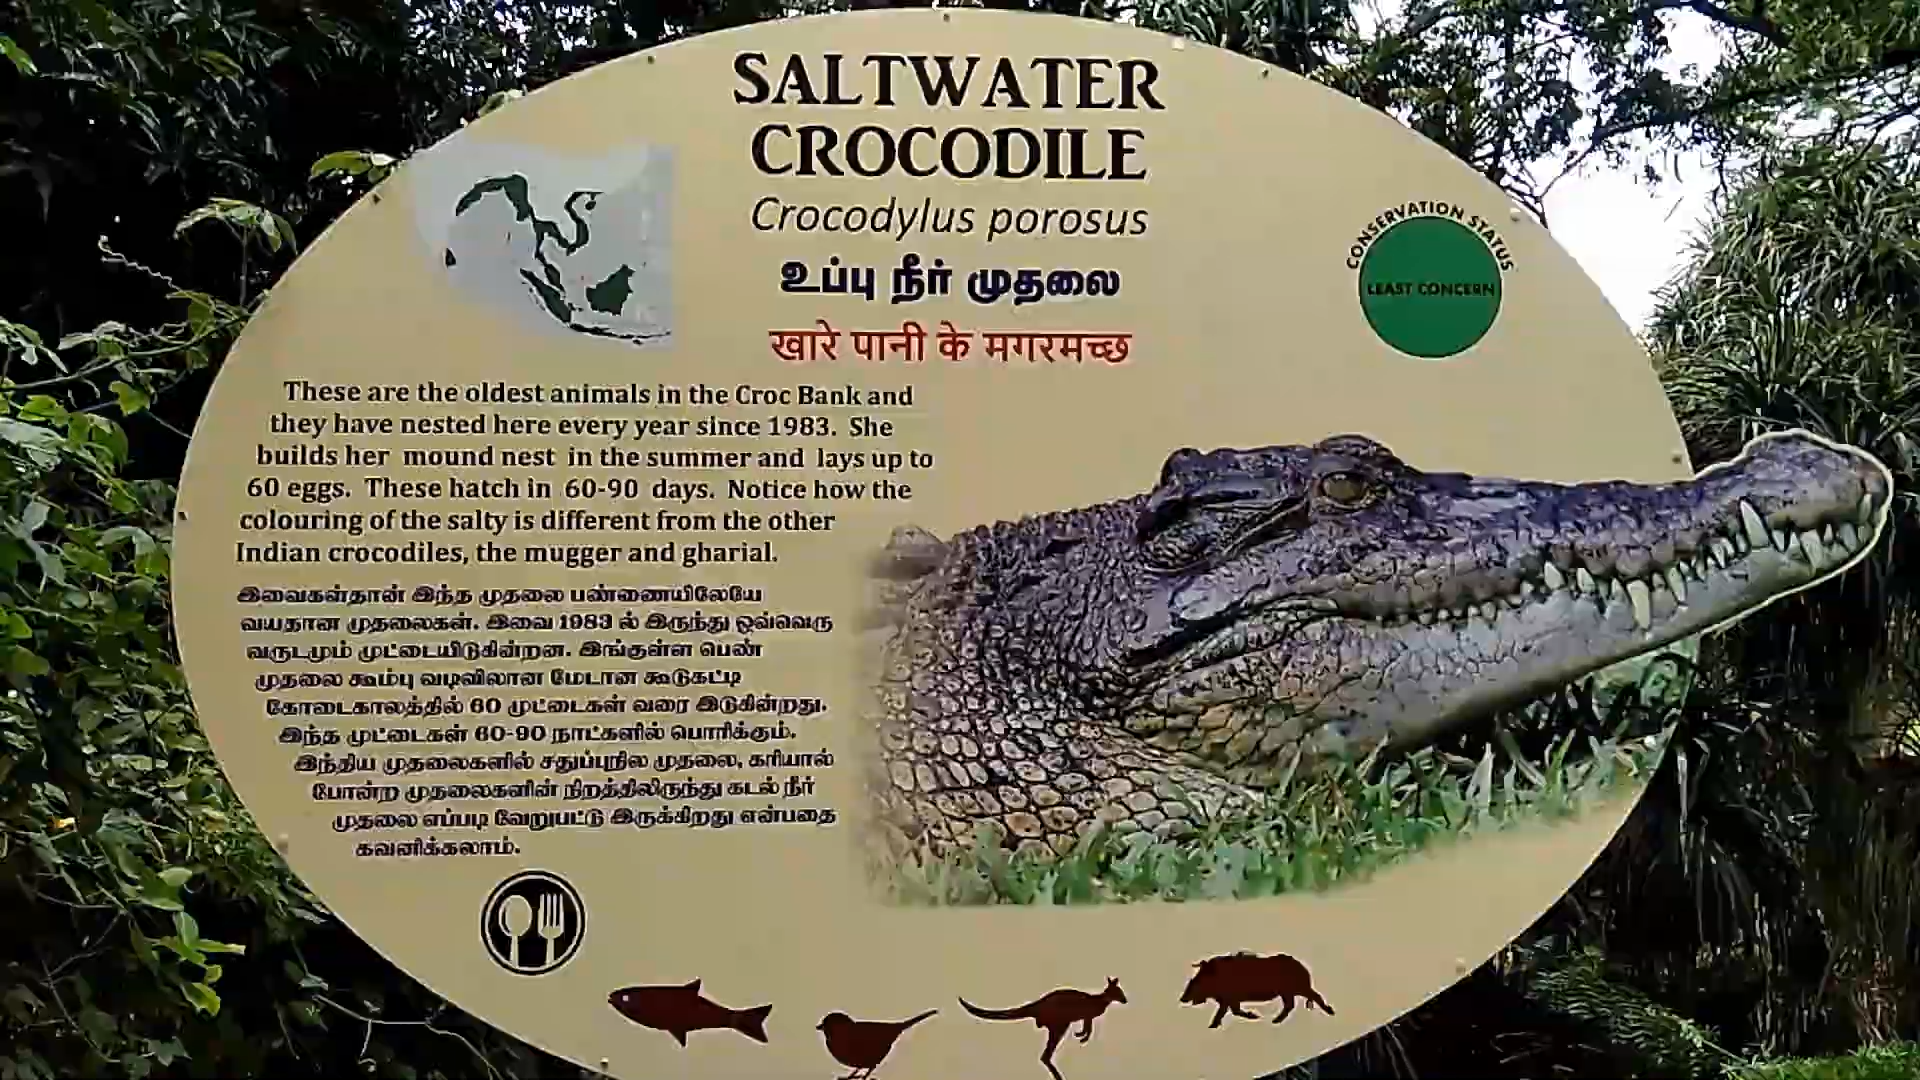 SALTWATER
CROCODILE
Crocodylus porosus
உப்பு நீர் முதலை
खारे पानी के मगरमच्छ
CONSERVATION STATUS
LEAST CONCERN
These are the oldest animals in the Croc Bank and
they have nested here every year since 1983. She
builds her mound nest in the summer and lays up to
60 eggs. These hatch in 60-90 days. Notice how the
colouring of the salty is different from the other
Indian crocodiles, the mugger and gharial.
இவைகள்தான் இந்த முதலை பண்ணையிலேயே
வயதான முதலைகள். இவை 1983 ல் இருந்து ஒவ்வெரு
வருடமும் முட்டையிடுகின்றன. இங்குள்ள பெண்
முதலை கூம்பு வடிவிலான மேடான கூடுகட்டி
கோடைகாலத்தில் 60 முட்டைகள் வரை இடுகின்றது.
இந்த முட்டைகள் 60-90 நாட்களில் பொரிக்கும்.
இந்திய முதலைகளில் சதுப்புநில முதலை, கரியால்
போன்ற முதலைகளின் நிறத்திலிருந்து கடல் நீர்
முதலை எப்படி வேறுபட்டு இருக்கிறது என்பதை
கவனிக்கலாம்.